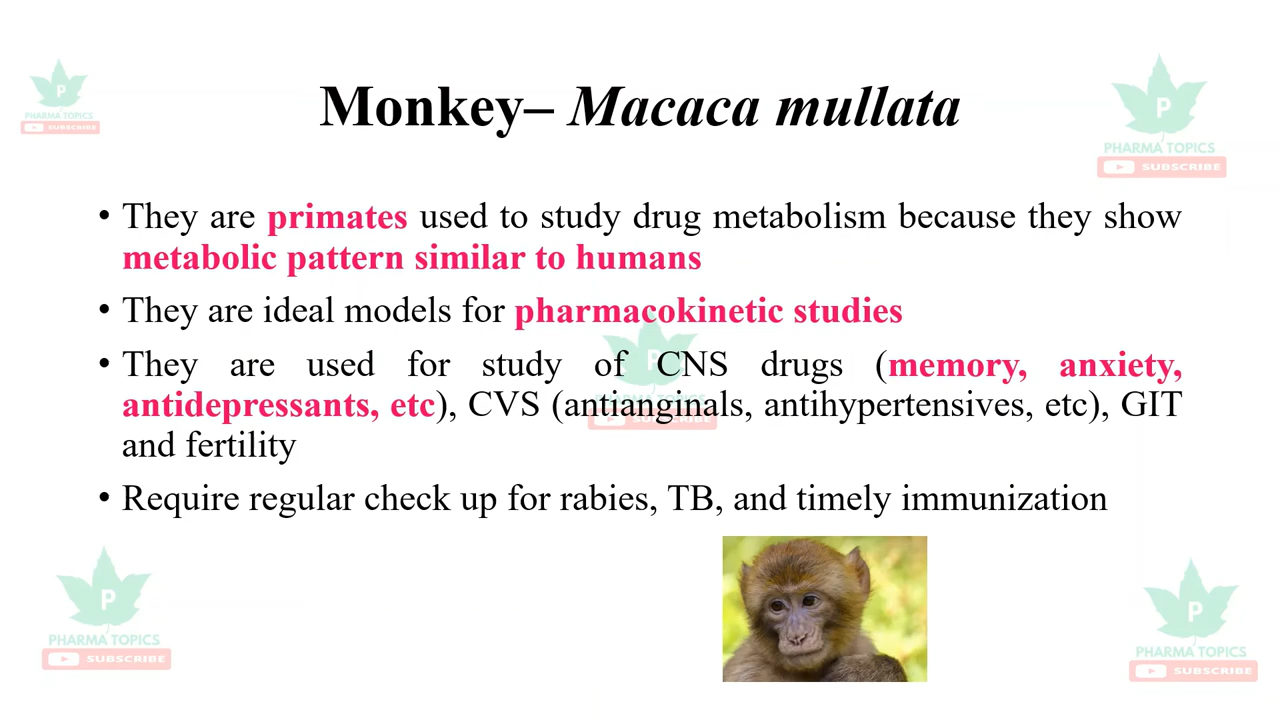 Monkey– Macaca mullata
P
PHARMA TOPICS
SUBSCRIBE
P
PHARMA TOPICS
SUBSCRIBE
• They are primates used to study drug metabolism because they show
metabolic pattern similar to humans
• They are ideal models for pharmacokinetic studies
• They are used for study of CNS drugs (memory, anxiety,
antidepressants, etc), CVS (antianginals, antihypertensives, etc), GIT
and fertility
P
PHARMA TOPICS
SUBSCRIBE
• Require regular check up for rabies, TB, and timely immunization
P
PHARMA TOPICS
SUBSCRIBE
P
PHARMA TOPICS
SUBSCRIBE